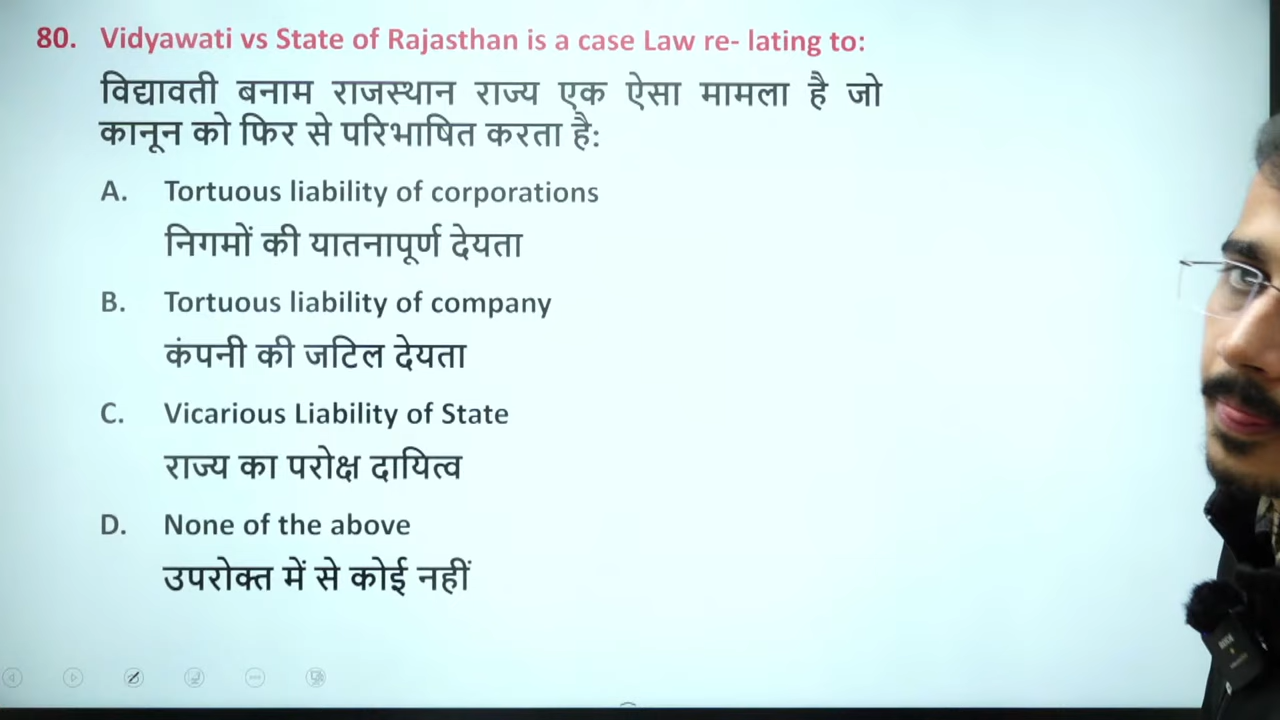 80. Vidyawati vs State of Rajasthan is a case Law re- lating to:
विद्यावती बनाम राजस्थान राज्य एक ऐसा मामला है जो
कानून को फिर से परिभाषित करता है:
A. Tortuous liability of corporations
निगमों की यातनापूर्ण देयता
B. Tortuous liability of company
कंपनी की जटिल देयता
C. Vicarious Liability of State
राज्य का परोक्ष दायित्व
D. None of the above
उपरोक्त में से कोई नहीं